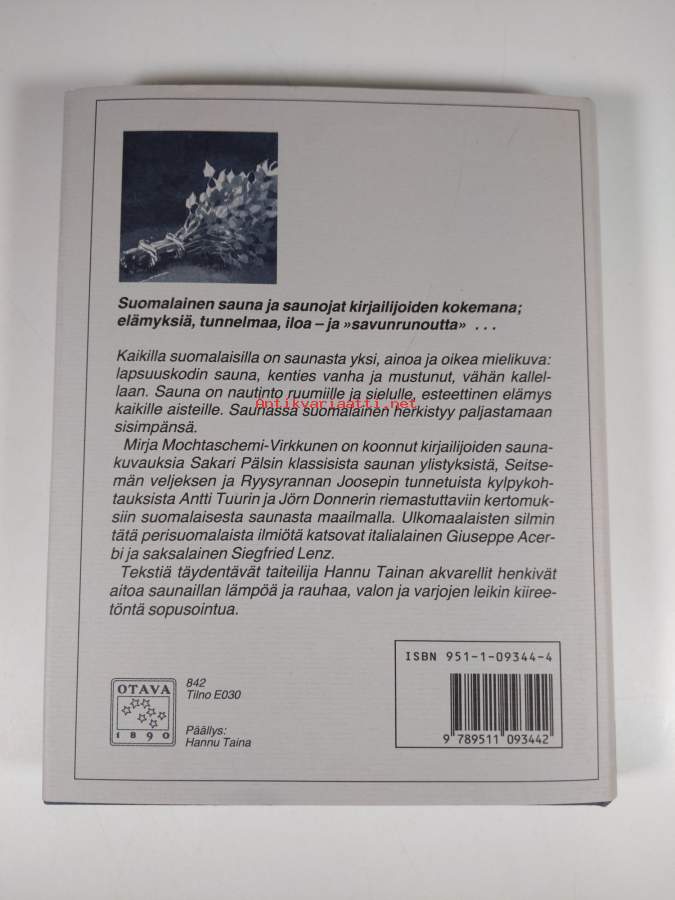 Suomalainen sauna ja saunojat kirjailijoiden kokemana;
elämyksiä, tunnelmaa, iloa – ja »savunrunoutta» . . .
Kaikilla suomalaisilla on saunasta yksi, ainoa ja oikea mielikuva:
lapsuuskodin sauna, kenties vanha ja mustunut, vähän kallel-
laan. Sauna on nautinto ruumiille ja sielulle, esteettinen elämys
Antikvariaatti.net
kaikille aisteille. Saunassa suomalainen herkistyy paljastamaan
sisimpänsä.
Mirja Mochtaschemi-Virkkunen on koonnut kirjailijoiden sauna-
kuvauksia Sakari Pälsin klassisista saunan ylistyksistä, Seitse-
män veljeksen ja Ryysyrannan Joosepin tunnetuista kylpykoh-
tauksista Antti Tuurin ja Jörn Donnerin riemastuttaviin kertomuk-
siin suomalaisesta saunasta maailmalla. Ulkomaalaisten silmin
tätä perisuomalaista ilmiötä katsovat italialainen Giuseppe Acer-
bi ja saksalainen Siegfried Lenz.
Tekstiä täydentävät taiteilija Hannu Tainan akvarellit henkivät
aitoa saunaillan lämpöä ja rauhaa, valon ja varjojen leikin kiiree-
töntä sopusointua.
OTAVA
1890
842
Tilno E030
Päällys:
Hannu Taina
ISBN 951-1-09344-4
9 789511 093442